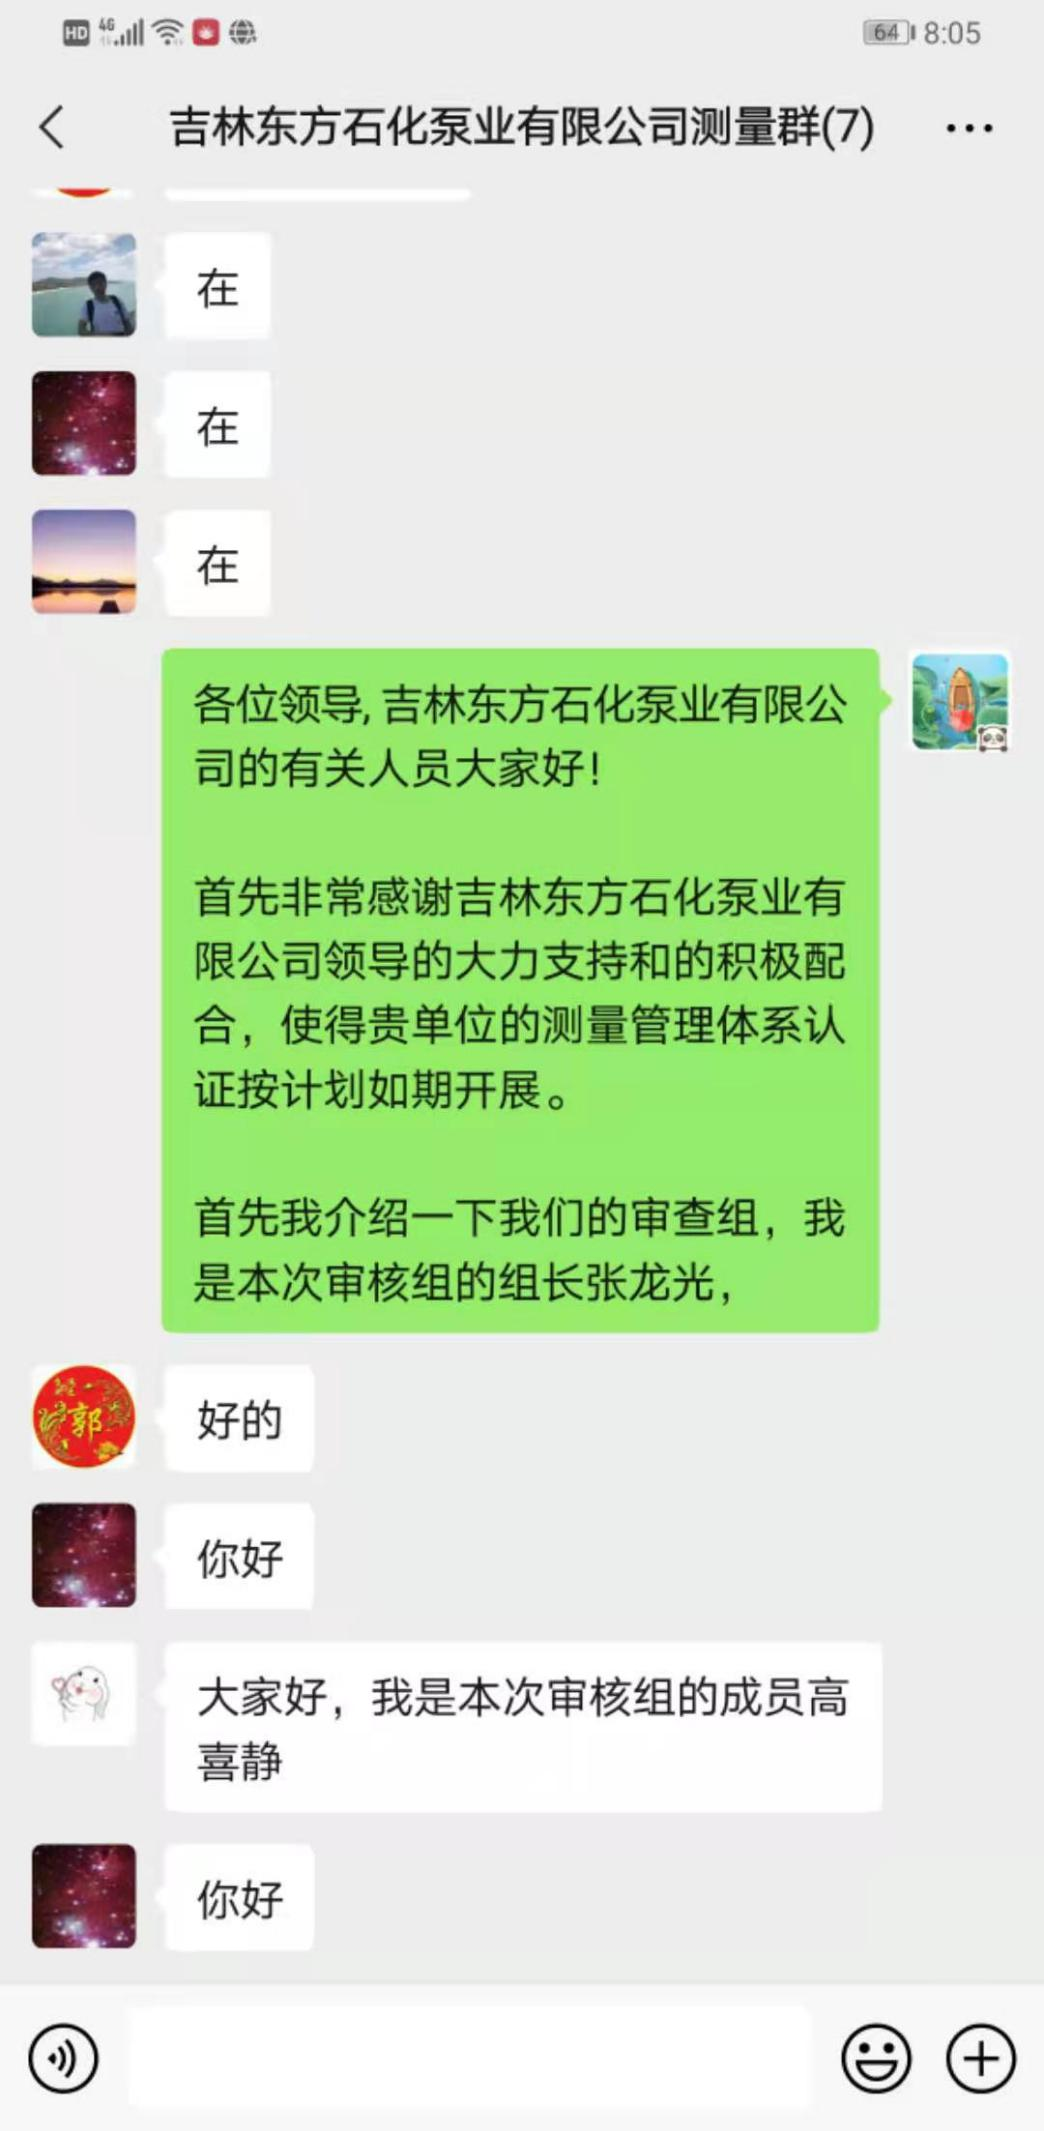 HD 4G 64 8:05
吉林东方石化泵业有限公司测量群(7)
在
在
在
各位领导, 吉林东方石化泵业有限公
司的有关人员大家好!
首先非常感谢吉林东方石化泵业有
限公司领导的大力支持和的积极配
合，使得贵单位的测量管理体系认
证按计划如期开展。
首先我介绍一下我们的审查组，我
是本次审核组的组长张龙光，
郭
好的
你好
大家好，我是本次审核组的成员高
喜静
你好